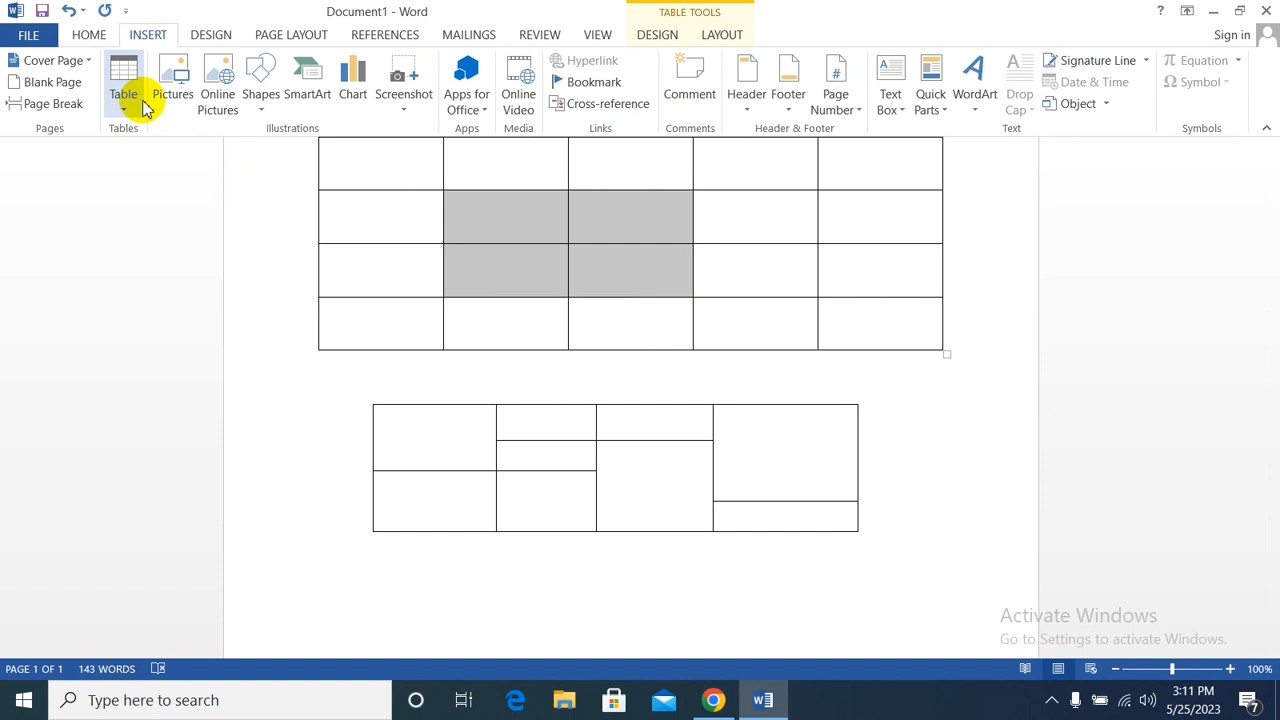 Document1 - Word
TABLE TOOLS
?
FILE
HOME
INSERT
DESIGN
PAGE LAYOUT
REFERENCES
MAILINGS
REVIEW
VIEW
DESIGN
LAYOUT
Sign in
Cover Page
Blank Page
Page Break
Pages
Table
Tables
Pictures
Online Pictures
Shapes
SmartArt
Screenshot
Illustrations
Apps for Office
Apps
Online Video
Media
Hyperlink
Bookmark
Cross-reference
Links
Comment
Comments
Header
Footer
Page Number
Header & Footer
Text Box
Quick Parts
WordArt
Drop Cap
Signature Line
Date & Time
Object
Text
Equation
Symbol
Symbols
Activate Windows
Go to Settings to activate Windows.
PAGE 1 OF 1
143 WORDS
100%
Type here to search
3:11 PM
5/25/2023
7